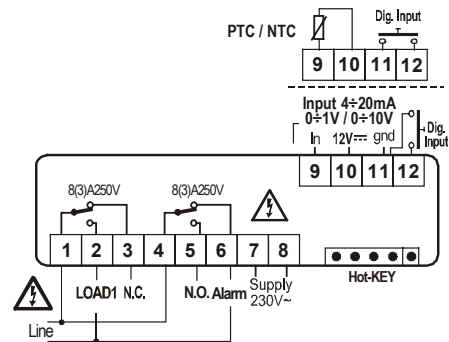 PTC / NTC
Dig. Input
9 10 11 12
Input 4÷20mA
0÷1V / 0÷10V
In 12V gnd
Dig.
Input
9 10 11 12
8(3)A250V 8(3)A250V
1 2 3 4 5 6 7 8
LOAD1 N.C. N.O. Alarm Supply
230V~
Hot-KEY
Line